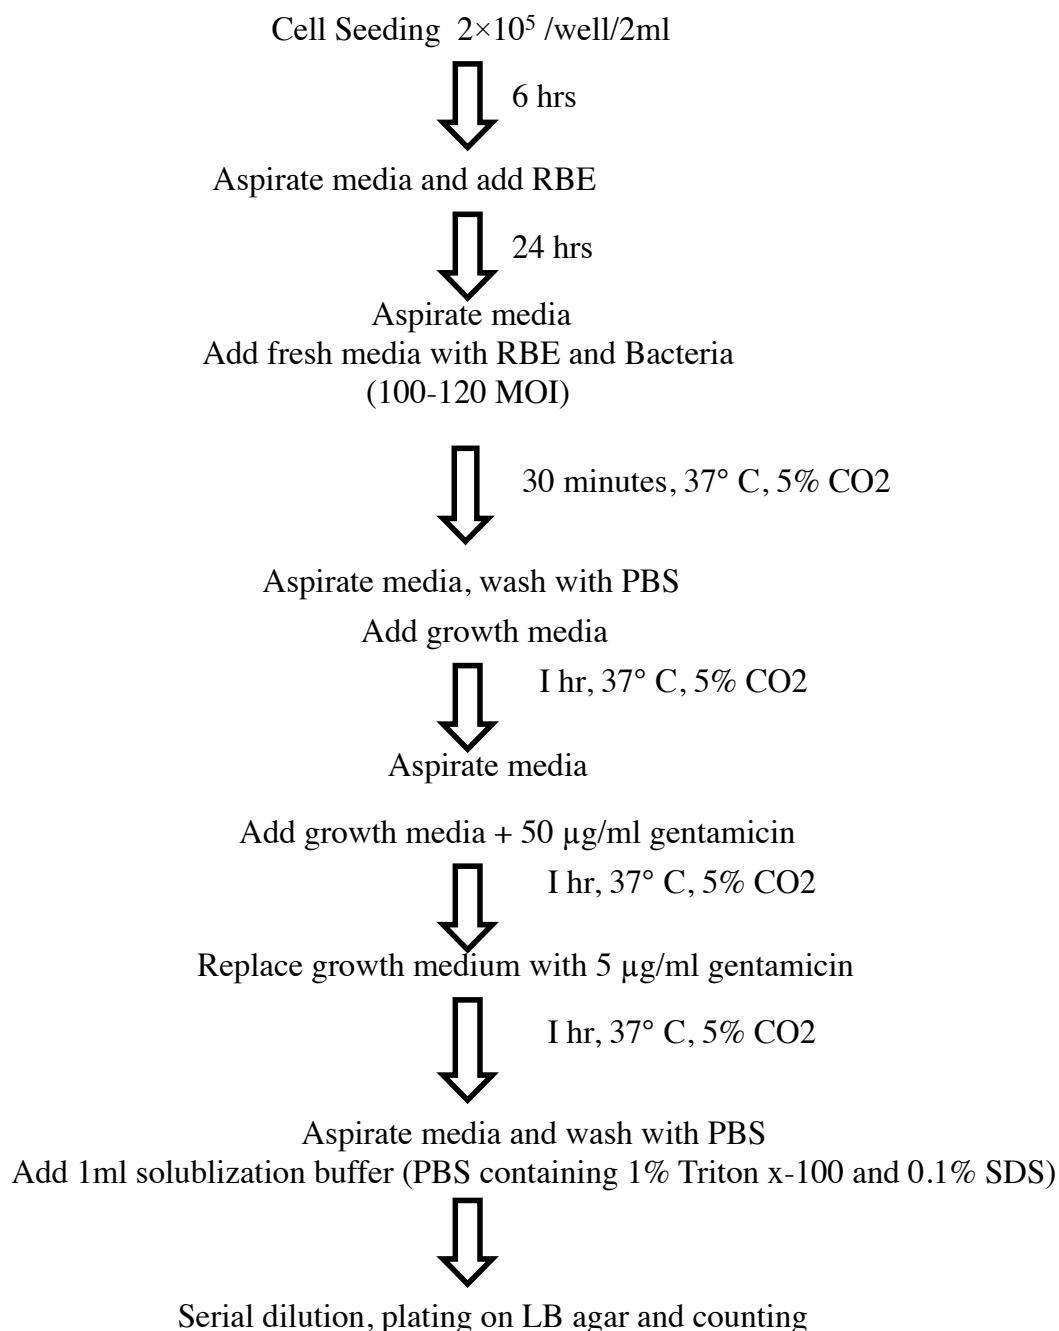 Cell Seeding 2×10⁵ /well/2ml
6 hrs
Aspirate media and add RBE
24 hrs
Aspirate media
Add fresh media with RBE and Bacteria
(100-120 MOI)
30 minutes, 37° C, 5% CO2
Aspirate media, wash with PBS
Add growth media
I hr, 37° C, 5% CO2
Aspirate media
Add growth media + 50 µg/ml gentamicin
I hr, 37° C, 5% CO2
Replace growth medium with 5 µg/ml gentamicin
I hr, 37° C, 5% CO2
Aspirate media and wash with PBS
Add 1ml solublization buffer (PBS containing 1% Triton x-100 and 0.1% SDS)
Serial dilution, plating on LB agar and counting